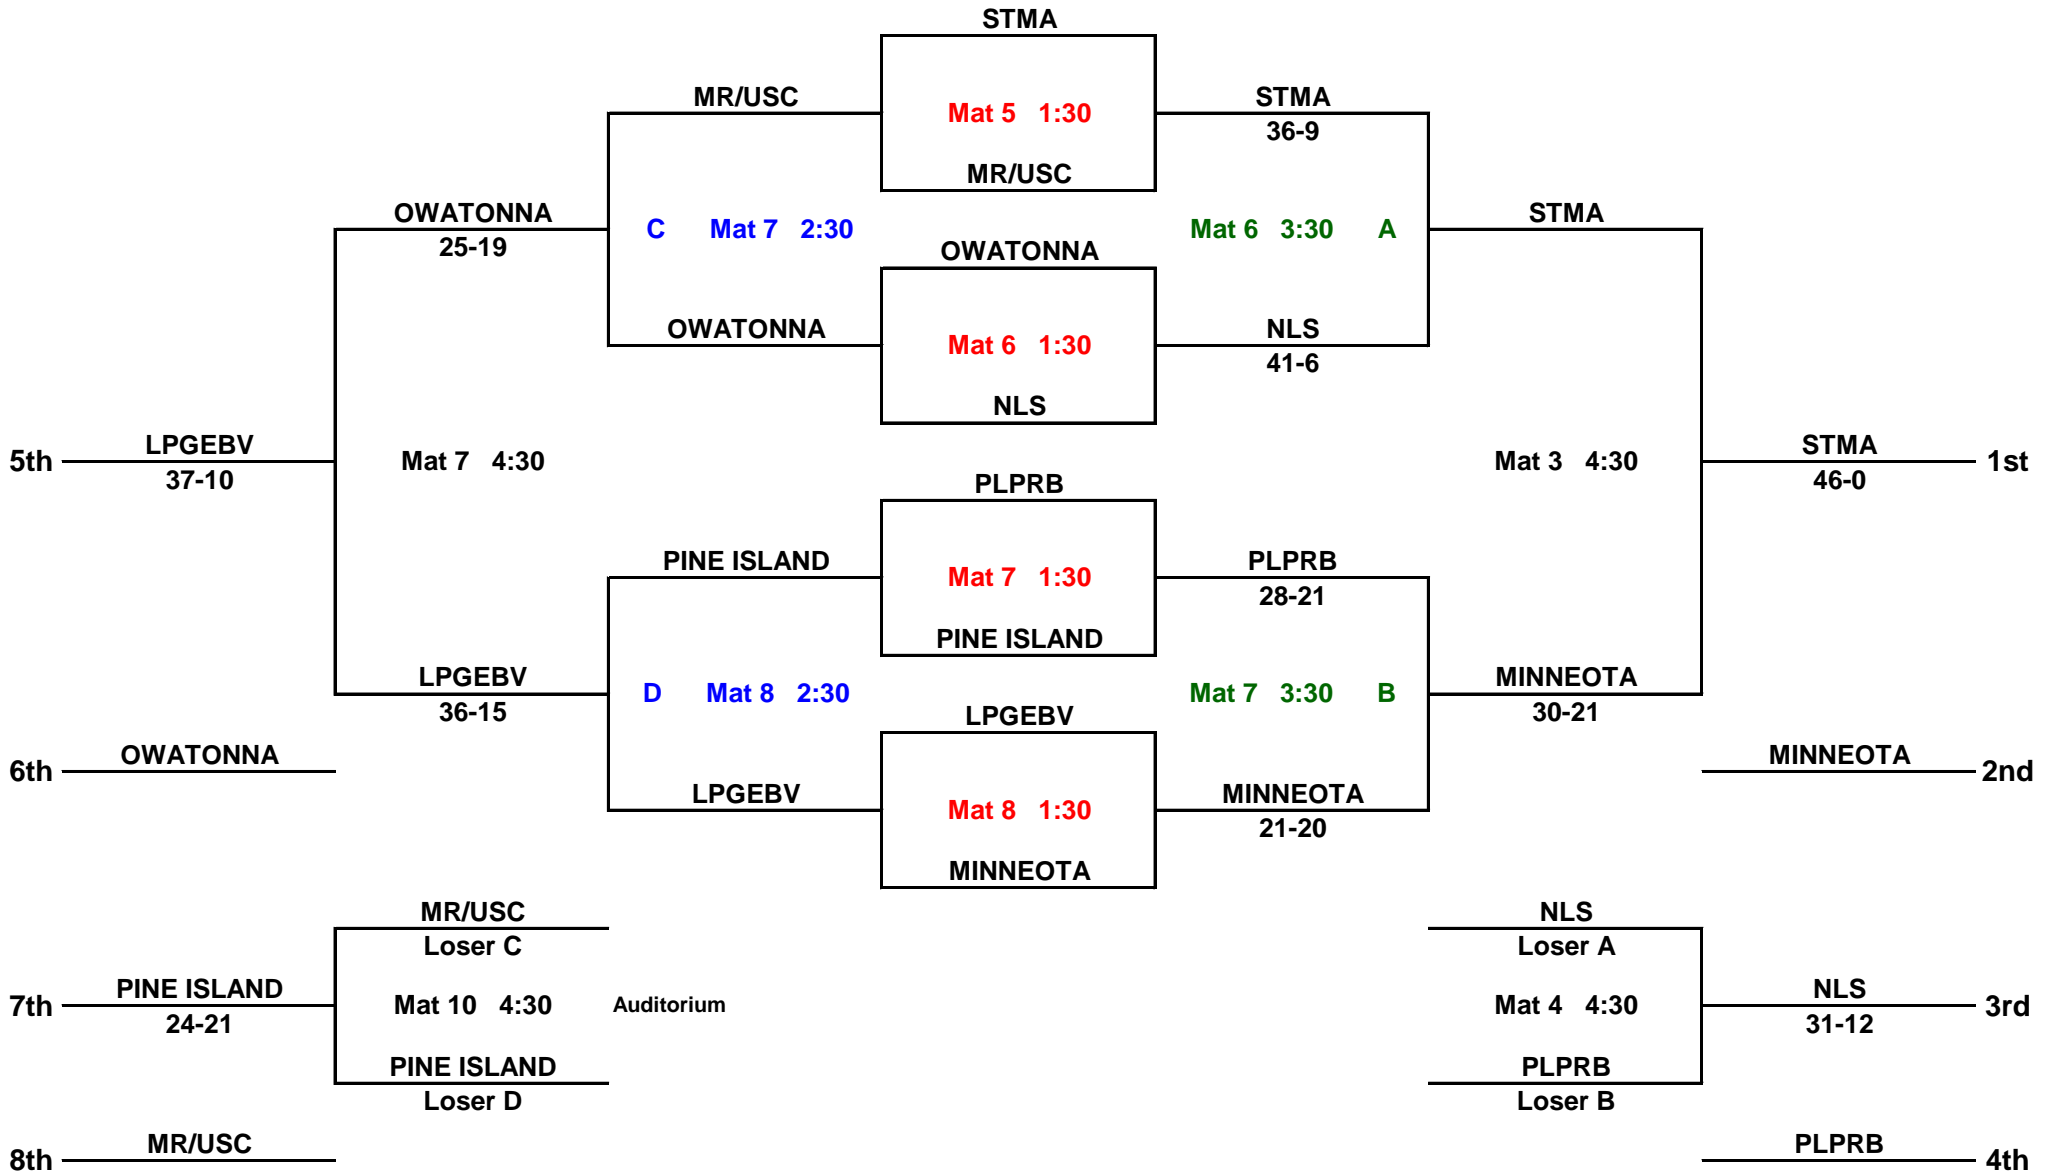 STMA
MR/USC
Mat 5 1:30
STMA
36-9
MR/USC
OWATONNA
25-19
C Mat 7 2:30
Mat 6 3:30 A
STMA
OWATONNA
OWATONNA
Mat 6 1:30
NLS
41-6
NLS
5th
LPGEBV
37-10
Mat 7 4:30
Mat 3 4:30
STMA
46-0
1st
PLPRB
PINE ISLAND
Mat 7 1:30
PLPRB
28-21
PINE ISLAND
LPGEBV
36-15
D Mat 8 2:30
Mat 7 3:30 B
MINNEOTA
30-21
LPGEBV
6th
OWATONNA
MINNEOTA
2nd
LPGEBV
Mat 8 1:30
MINNEOTA
21-20
MINNEOTA
MR/USC
Loser C
NLS
Loser A
7th
PINE ISLAND
24-21
Mat 10 4:30
Auditorium
Mat 4 4:30
NLS
31-12
3rd
PINE ISLAND
Loser D
PLPRB
Loser B
8th
MR/USC
PLPRB
4th